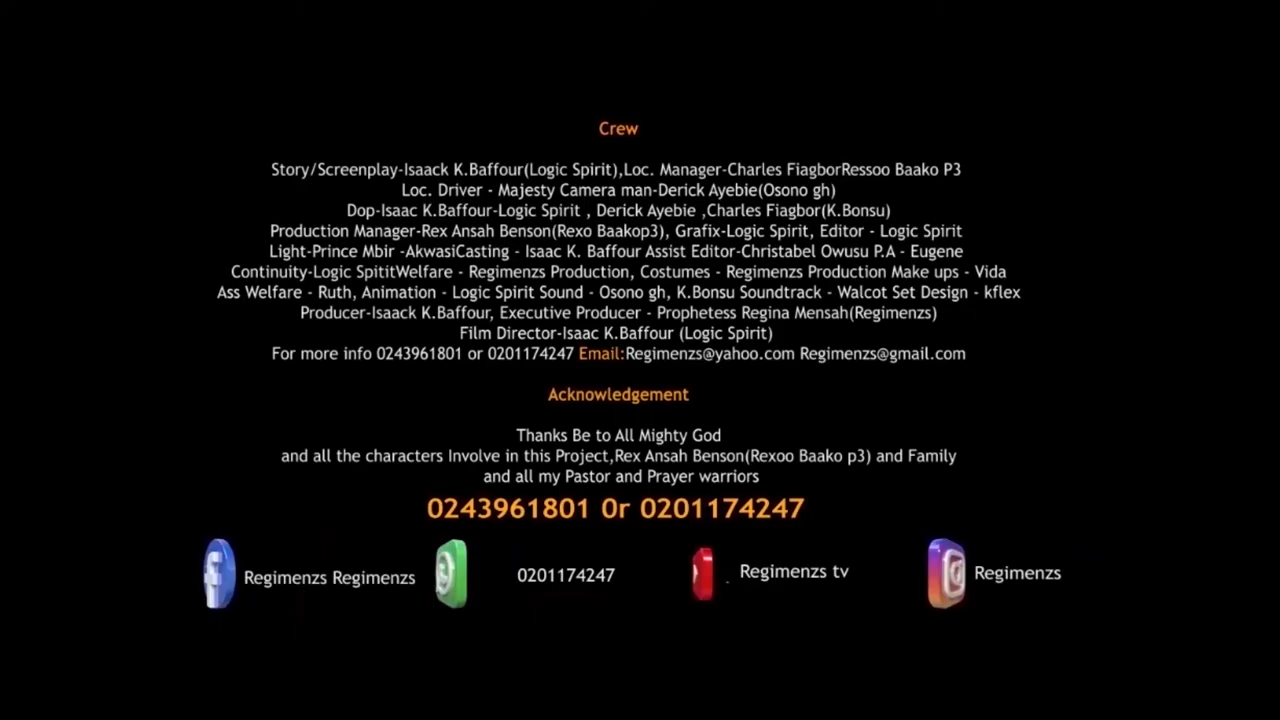 Crew
Story/Screenplay-Isaack K.Baffour(Logic Spirit),Loc. Manager-Charles FiagborRessoo Baako P3
Loc. Driver - Majesty Camera man-Derick Ayebie(Osono gh)
Dop-Isaac K.Baffour-Logic Spirit , Derick Ayebie ,Charles Fiagbor(K.Bonsu)
Production Manager-Rex Ansah Benson(Rexo Baakop3), Grafix-Logic Spirit, Editor - Logic Spirit
Light-Prince Mbir -AkwasiCasting - Isaac K. Baffour Assist Editor-Christabel Owusu P.A - Eugene
Continuity-Logic SpititWelfare - Regimenzs Production, Costumes - Regimenzs Production Make ups - Vida
Ass Welfare - Ruth, Animation - Logic Spirit Sound - Osono gh, K.Bonsu Soundtrack - Walcot Set Design - kflex
Producer-Isaack K.Baffour, Executive Producer - Prophetess Regina Mensah(Regimenzs)
Film Director-Isaac K.Baffour (Logic Spirit)
For more info 0243961801 or 0201174247 Email:Regimenzs@yahoo.com Regimenzs@gmail.com
Acknowledgement
Thanks Be to All Mighty God
and all the characters Involve in this Project,Rex Ansah Benson(Rexoo Baako p3) and Family
and all my Pastor and Prayer warriors
0243961801 0r 0201174247
Regimenzs Regimenzs 0201174247 Regimenzs tv Regimenzs